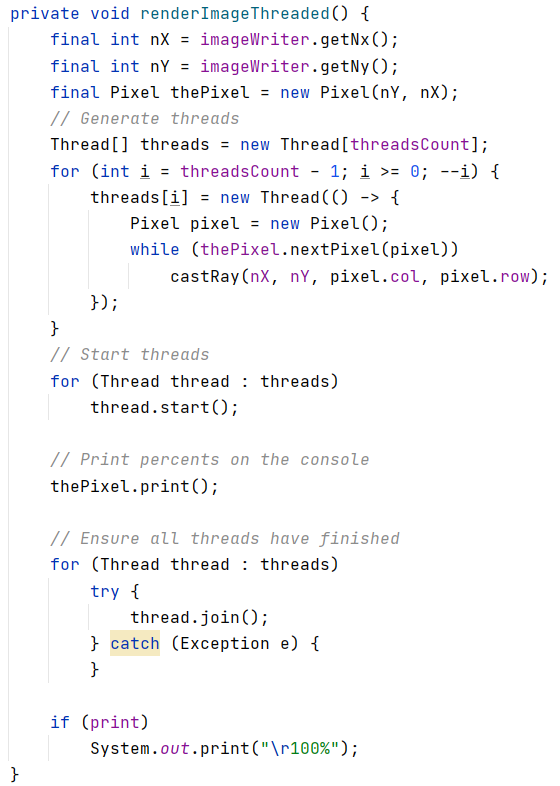 private void renderImageThreaded() {
    final int nX = imageWriter.getNx();
    final int nY = imageWriter.getNy();
    final Pixel thePixel = new Pixel(nY, nX);
    // Generate threads
    Thread[] threads = new Thread[threadsCount];
    for (int i = threadsCount - 1; i >= 0; --i) {
        threads[i] = new Thread(() -> {
            Pixel pixel = new Pixel();
            while (thePixel.nextPixel(pixel))
                castRay(nX, nY, pixel.col, pixel.row);
        });
    }
    // Start threads
    for (Thread thread : threads)
        thread.start();

    // Print percents on the console
    thePixel.print();

    // Ensure all threads have finished
    for (Thread thread : threads)
        try {
            thread.join();
        } catch (Exception e) {
        }

    if (print)
        System.out.print("\r100%");
}